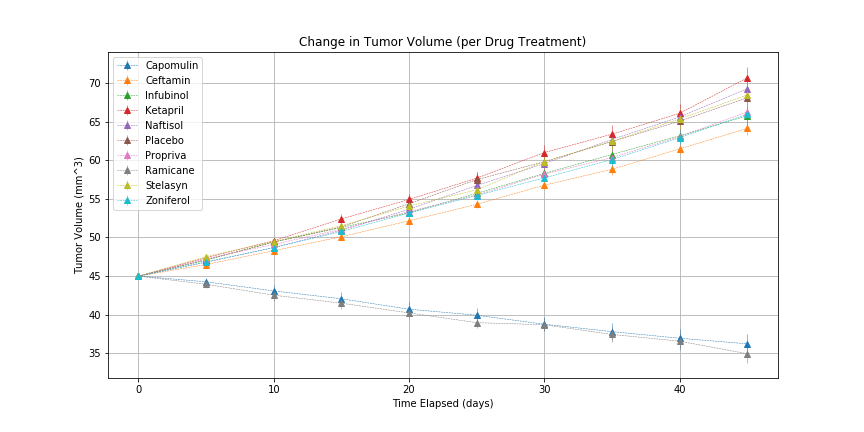 Change in Tumor Volume (per Drug Treatment)
Capomulin
Ceftamin
Infubinol
Ketapril
Naftisol
Placebo
Propriva
Ramicane
Stelasyn
Zoniferol
Tumor Volume (mm^3)
70
65
60
55
50
45
40
35
0 10 20 30 40
Time Elapsed (days)